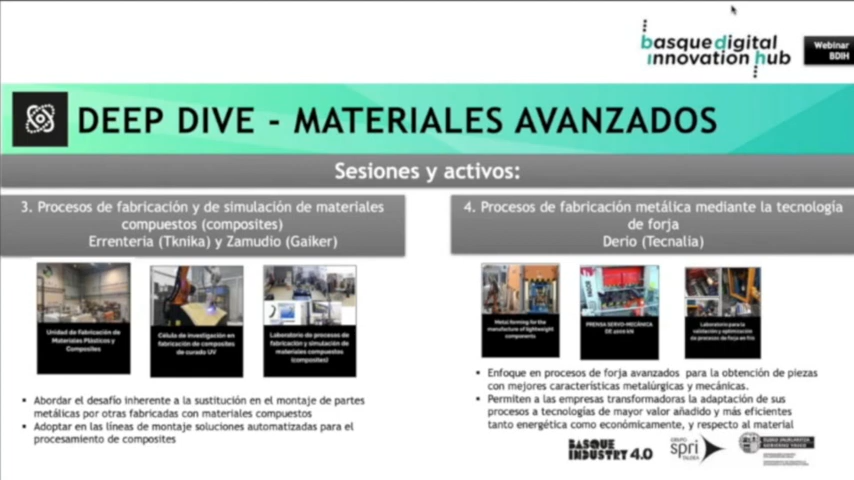 basque digital
innovation hub
Webinar
BDIH
DEEP DIVE - MATERIALES AVANZADOS
Sesiones y activos:
3. Procesos de fabricación y de simulación de materiales
compuestos (composites)
Errenteria (Tknika) y Zamudio (Gaiker)
Unidad de Fabricación de
Materiales Plásticos y
Composites
Célula de investigación en
fabricación de composites
de curado UV
Laboratorio de procesos de
fabricación y simulación de
materiales compuestos
(composites)
▪ Abordar el desafío inherente a la sustitución en el montaje de partes
metálicas por otras fabricadas con materiales compuestos
▪ Adoptar en las líneas de montaje soluciones automatizadas para el
procesamiento de composites
4. Procesos de fabricación metálica mediante la tecnología
de forja
Derio (Tecnalia)
Metal forming for the
manufacture of lightweight
components
PRENSA SERVO-MECÁNICA
DE
Laboratorio para la
validación y optimización
de procesos de forja en frío
▪ Enfoque en procesos de forja avanzados para la obtención de piezas
con mejores características metalúrgicas y mecánicas.
▪ Permiten a las empresas transformadoras la adaptación de sus
procesos a tecnologías de mayor valor añadido y más eficientes
tanto energética como económicamente, y respecto al material
BASQUE
INDUSTRY 4.0
GRUPO
spri
TALDEA
EUSKO JAURLARITZA
GOBIERNO VASCO